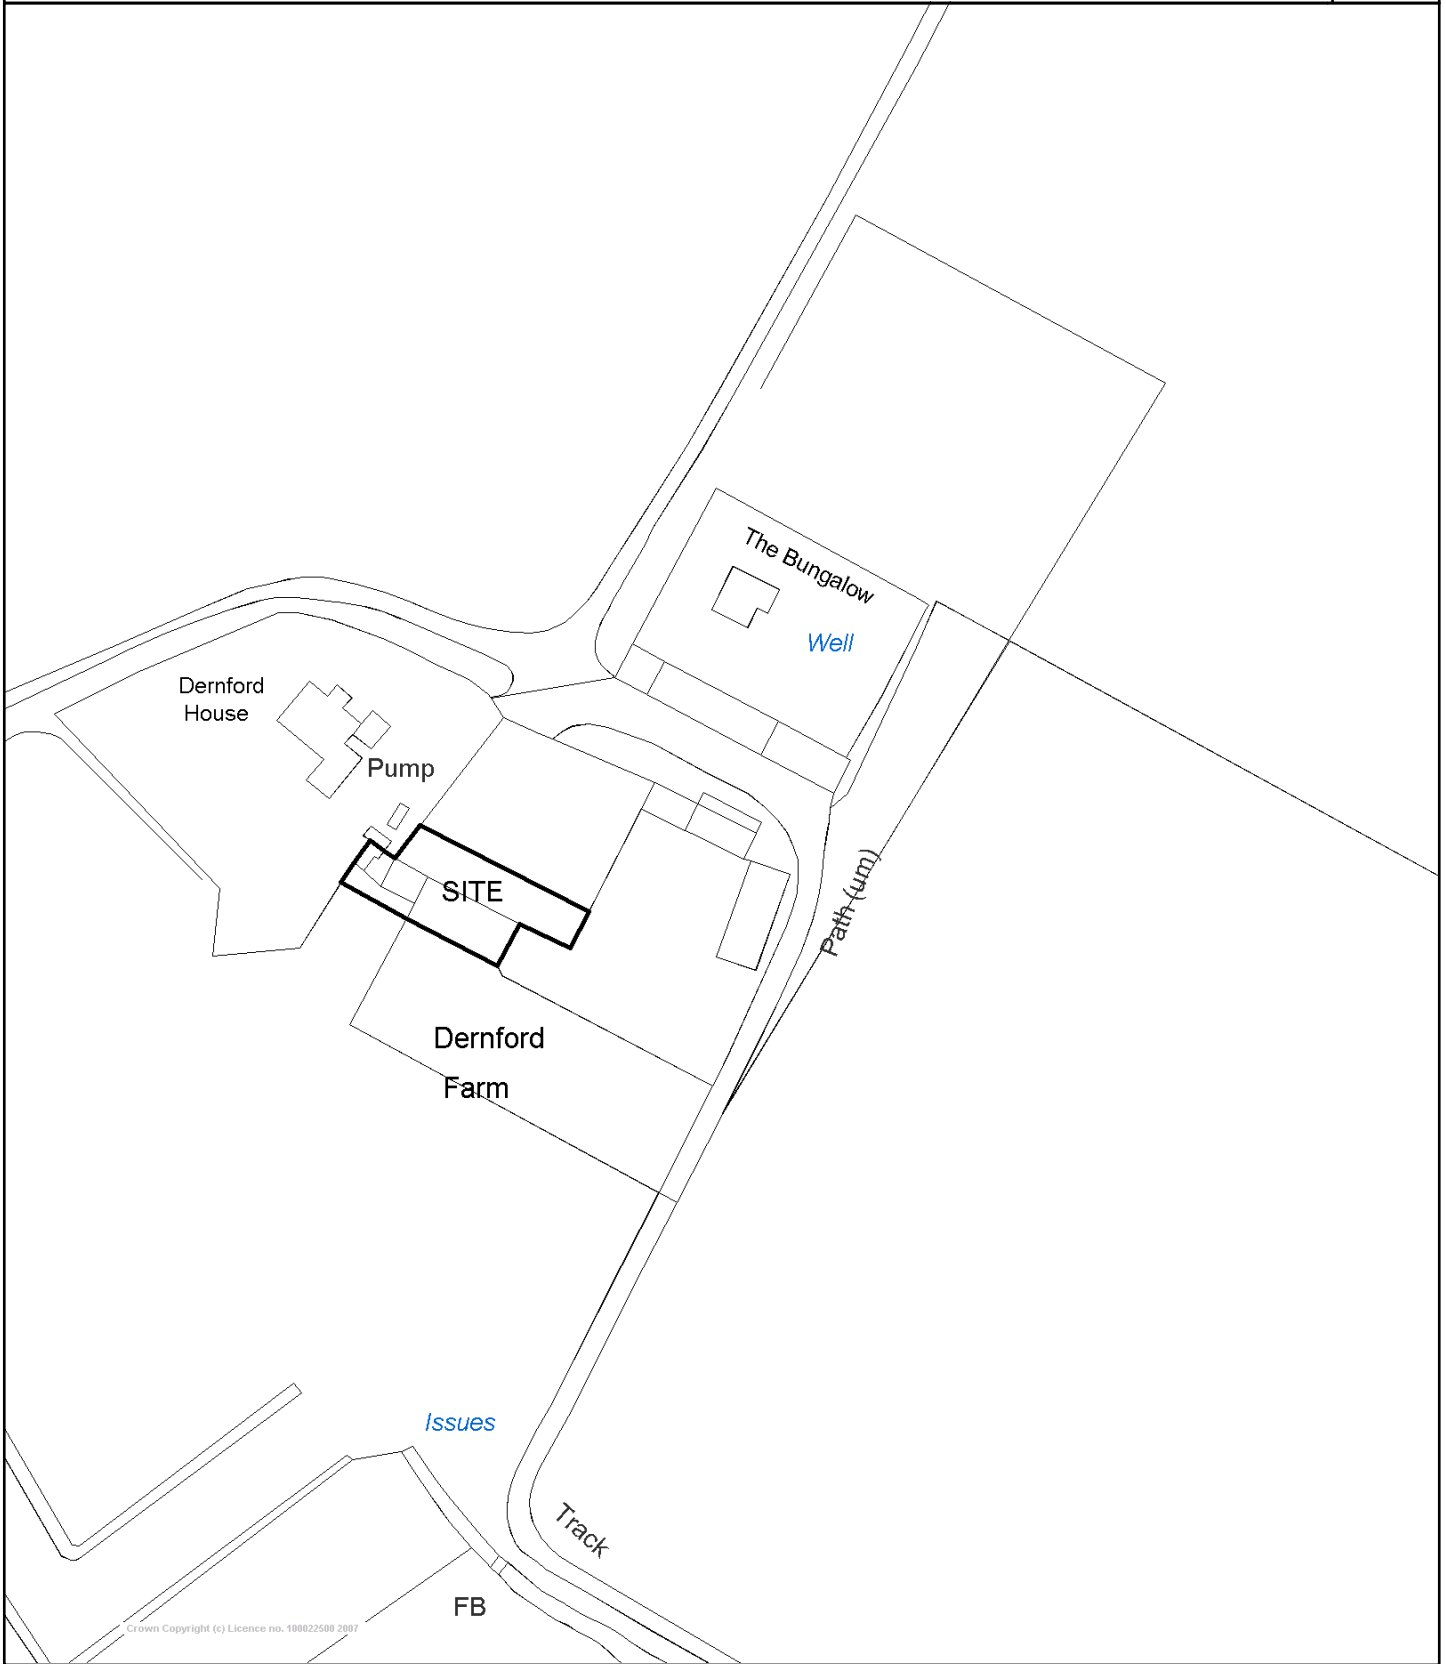 The Bungalow
Well
Dernford
House
Pump
SITE
Path (um)
Dernford
Farm
Issues
Track
FB
Crown Copyright (c) Licence no. 100022500 2007